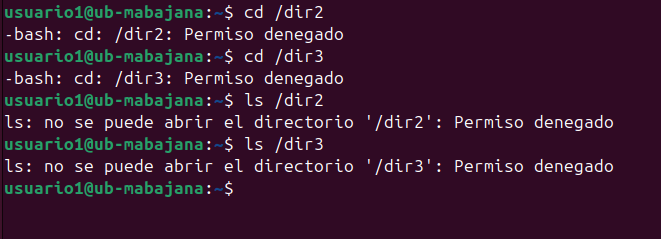 usuario1@ub-mabajana:~$ cd /dir2
-bash: cd: /dir2: Permiso denegado
usuario1@ub-mabajana:~$ cd /dir3
-bash: cd: /dir3: Permiso denegado
usuario1@ub-mabajana:~$ ls /dir2
ls: no se puede abrir el directorio '/dir2': Permiso denegado
usuario1@ub-mabajana:~$ ls /dir3
ls: no se puede abrir el directorio '/dir3': Permiso denegado
usuario1@ub-mabajana:~$